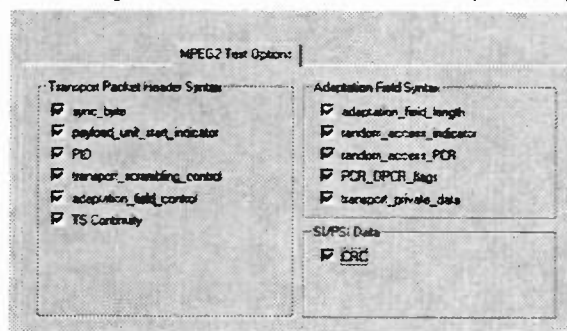 MPEG2 Test Options
Transport Packet Header Syntax
sync_byte
payload_unit_start_indicator
PID
transport_scrambling_control
adaptation_field_control
TS Continuity
Adaptation Field Syntax
adaptation_field_length
random_access_indicator
random_access_PCR
PCR_OPCR_flags
transport_private_data
SI/PSI Data
CRC